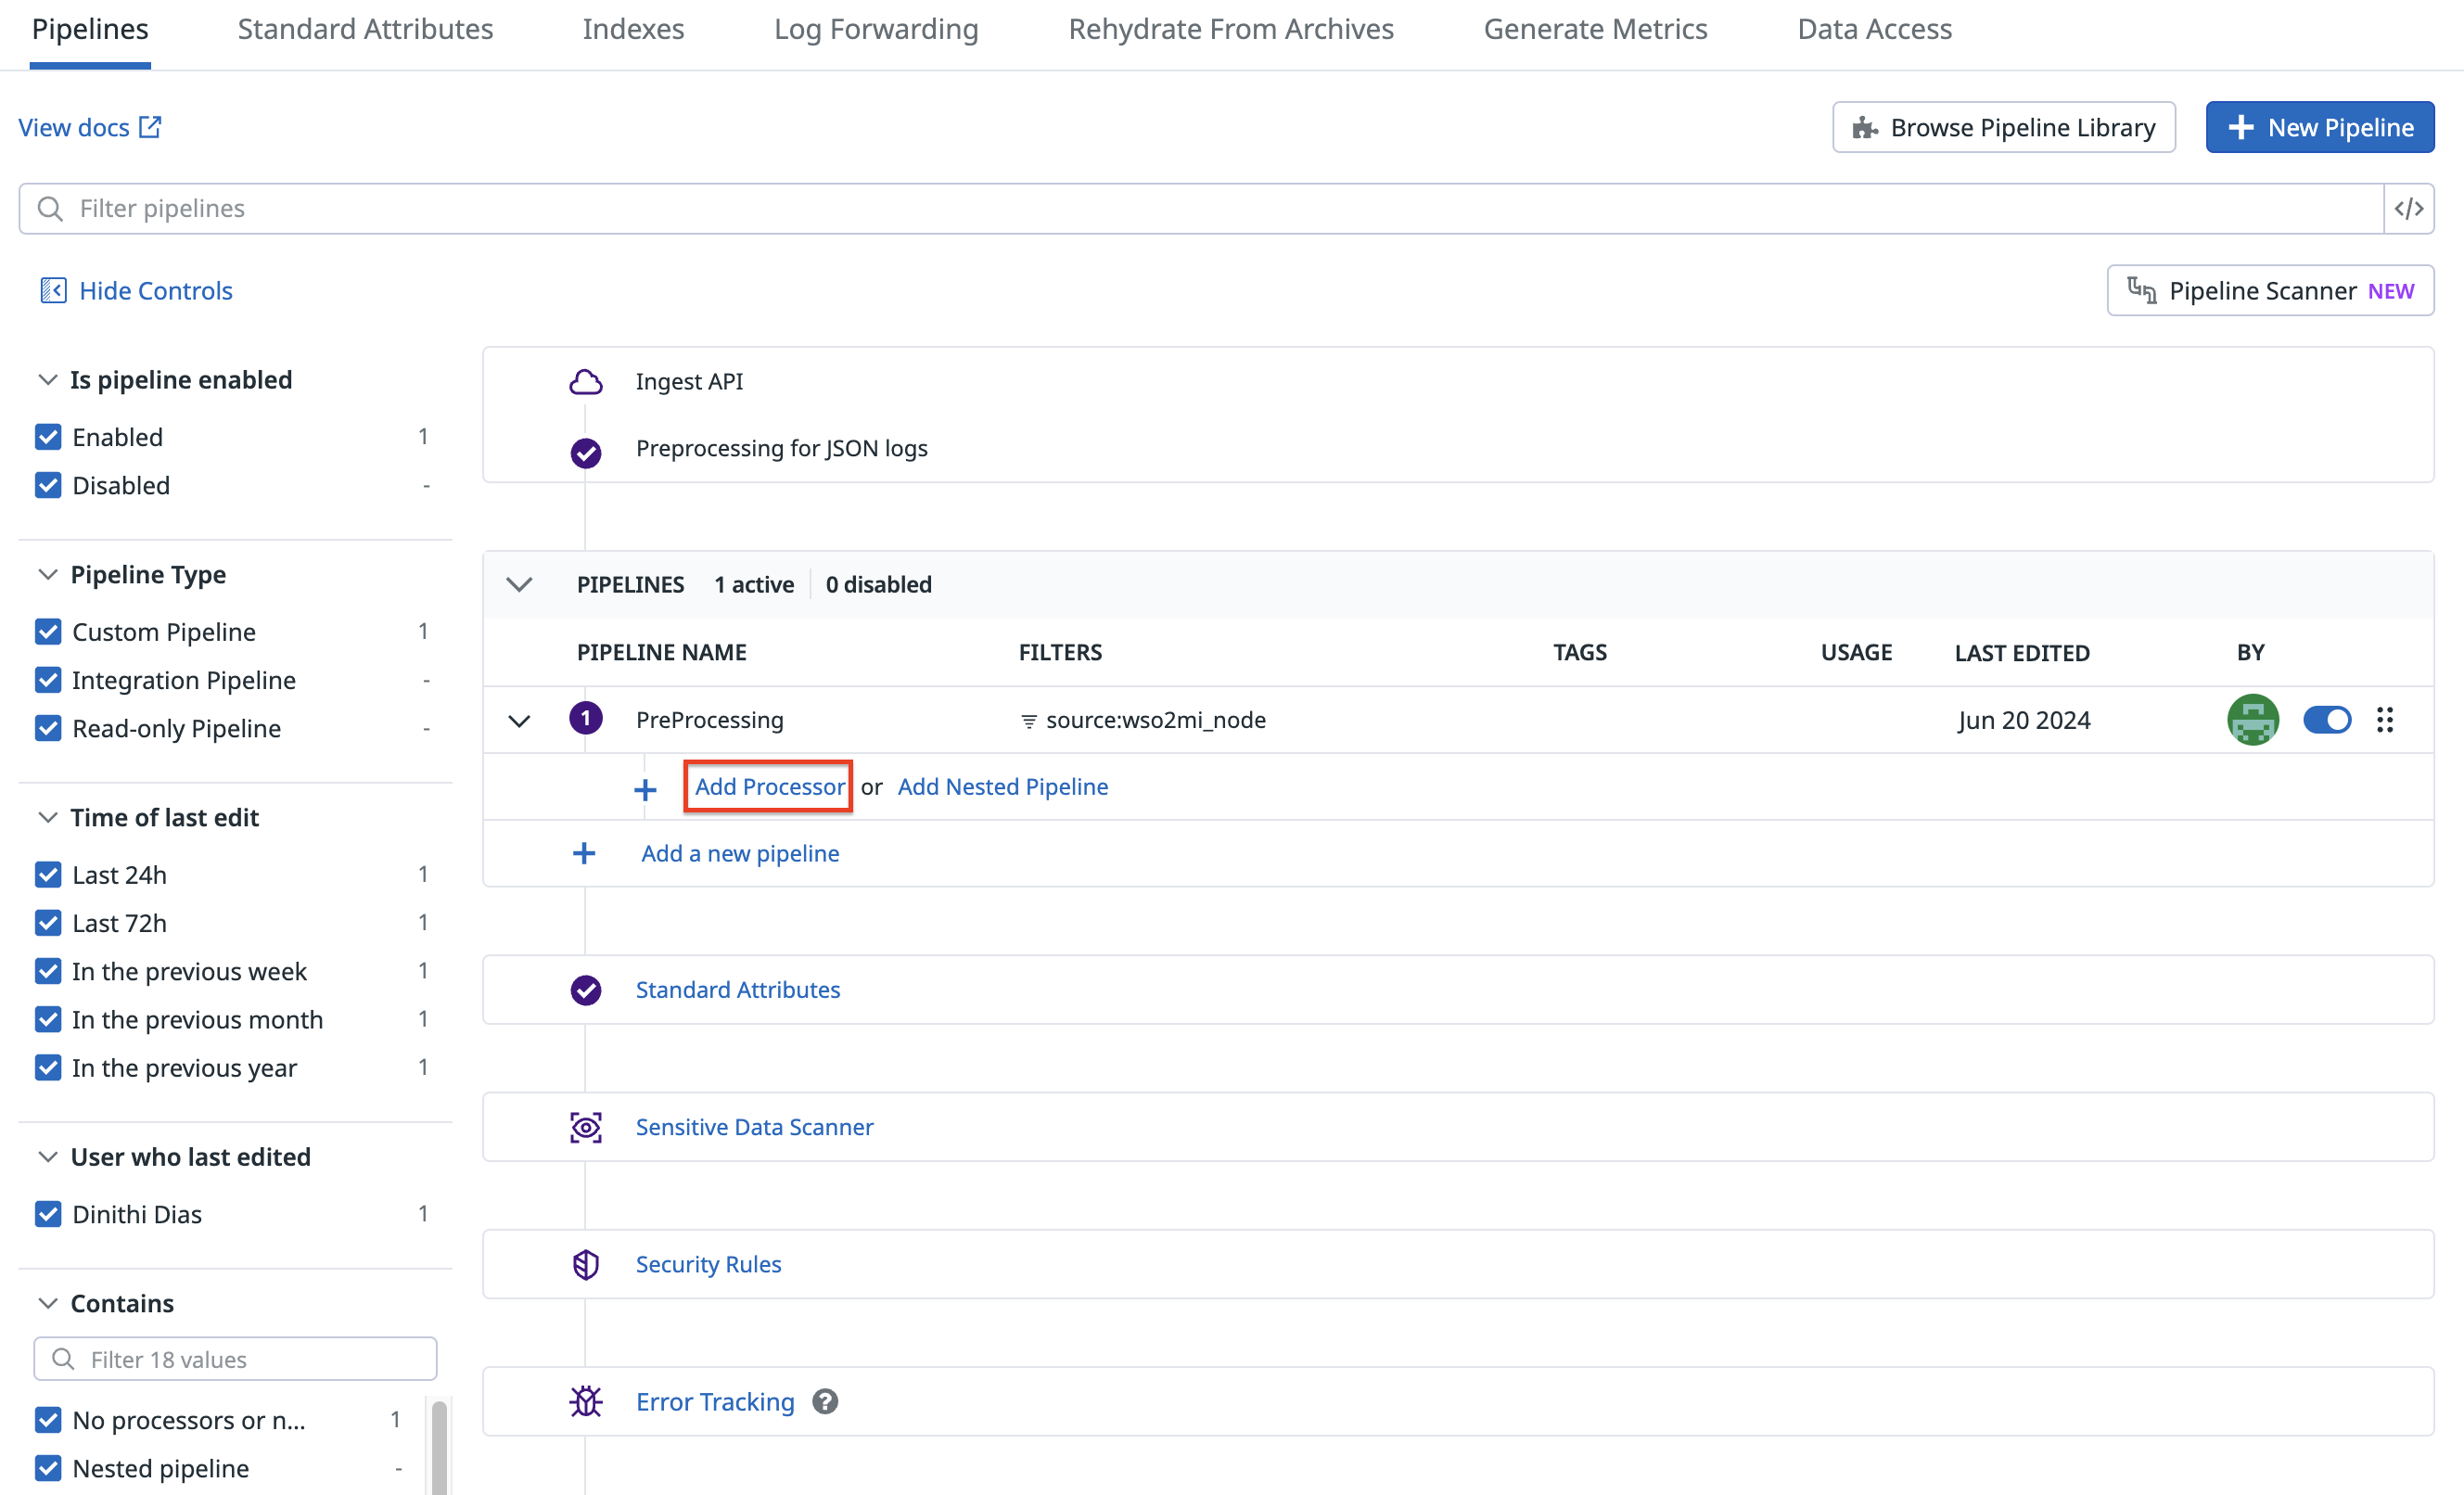 Pipelines Standard Attributes Indexes Log Forwarding Rehydrate From Archives Generate Metrics Data Access
View docs Browse Pipeline Library New Pipeline
Filter pipelines </>
Hide Controls Pipeline Scanner NEW
Is pipeline enabled
Enabled 1
Disabled -
Pipeline Type
Custom Pipeline 1
Integration Pipeline -
Read-only Pipeline -
Time of last edit
Last 24h 1
Last 72h 1
In the previous week 1
In the previous month 1
In the previous year 1
User who last edited
Dinithi Dias 1
Contains
Filter 18 values
No processors or n... 1
Nested pipeline -
Ingest API
Preprocessing for JSON logs
PIPELINES 1 active 0 disabled
PIPELINE NAME FILTERS TAGS USAGE LAST EDITED BY
1 PreProcessing source:wso2mi_node Jun 20 2024
+ Add Processor or Add Nested Pipeline
+ Add a new pipeline
Standard Attributes
Sensitive Data Scanner
Security Rules
Error Tracking ?